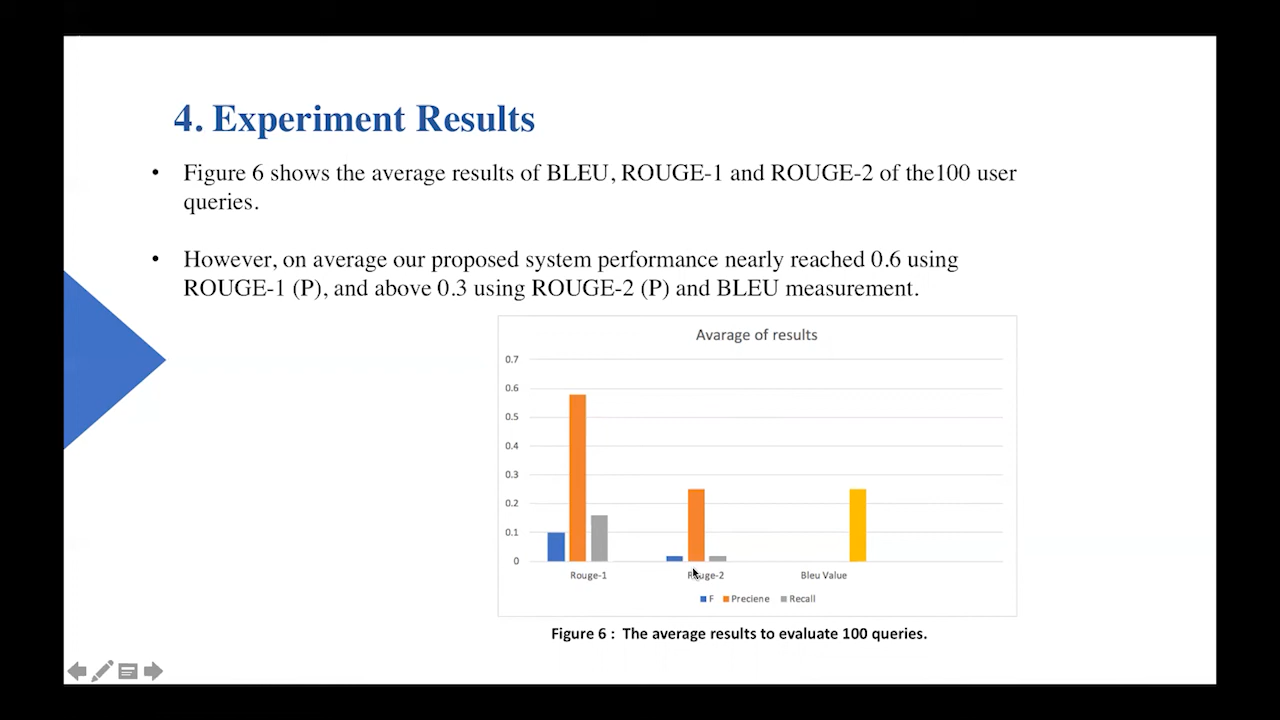 4. Experiment Results
• Figure 6 shows the average results of BLEU, ROUGE-1 and ROUGE-2 of the100 user
queries.
• However, on average our proposed system performance nearly reached 0.6 using
ROUGE-1 (P), and above 0.3 using ROUGE-2 (P) and BLEU measurement.
Avarage of results
0.7
0.6
0.5
0.4
0.3
0.2
0.1
0
Rouge-1 Rouge-2 Bleu Value
F Preciene Recall
Figure 6 : The average results to evaluate 100 queries.